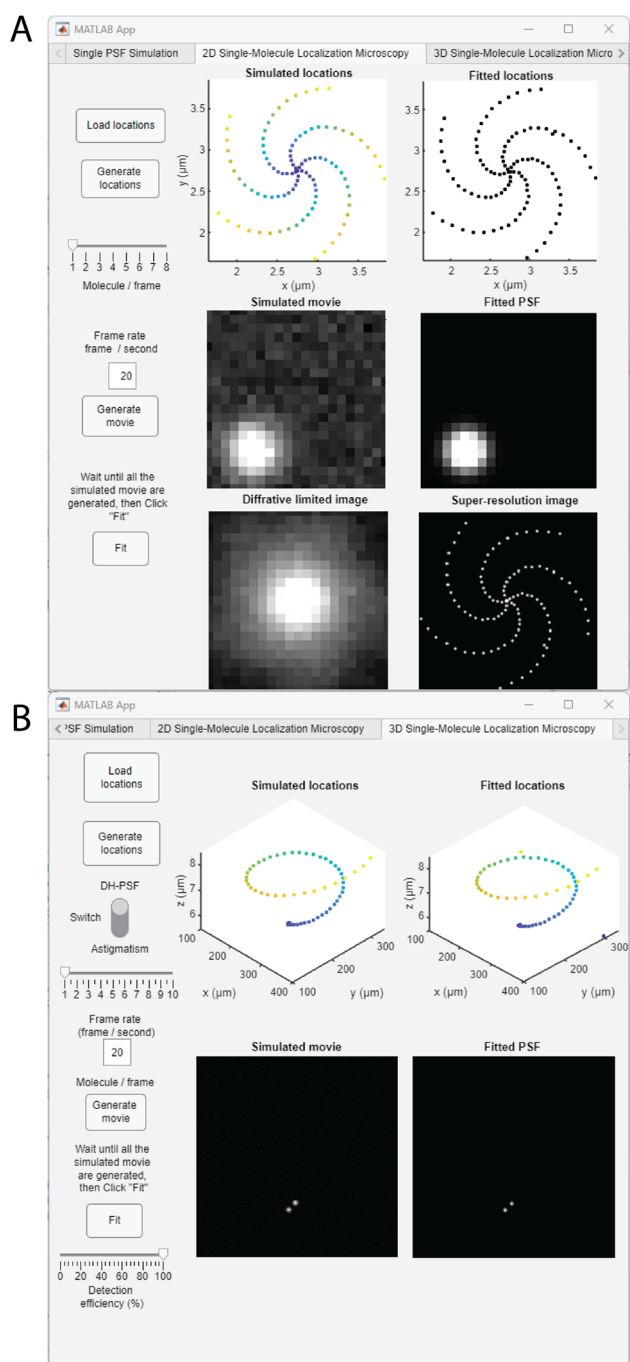 A
MATLAB App
Single PSF Simulation
2D Single-Molecule Localization Microscopy
3D Single-Molecule Localization Micro
Simulated locations
Fitted locations
Load locations
Generate
locations
1 2 3 4 5 6 7 8
Molecule / frame
y (μm)
3.5
3
2.5
2
2 2.5 3 3.5
x (μm)
3.5
3
2.5
2
2 2.5 3 3.5
x (μm)
Simulated movie
Fitted PSF
Frame rate
frame / second
20
Generate
movie
Wait until all the
simulated movie are
generated, then Click
"Fit"
Fit
Diffrative limited image
Super-resolution image
B
MATLAB App
PSF Simulation
2D Single-Molecule Localization Microscopy
3D Single-Molecule Localization Microscopy
Load
locations
Generate
locations
DH-PSF
Switch
Astigmatism
1 2 3 4 5 6 7 8 9 10
Simulated locations
Fitted locations
z (μm)
8
7
6
100
200
300
400
x (μm)
100
200
300
y (μm)
z (μm)
8
7
6
100
200
300
400
x (μm)
100
200
300
y (μm)
Frame rate
(frame / second)
20
Molecule / frame
Generate
movie
Wait until all the
simulated movie
are generated,
then Click "Fit"
Fit
0 20 40 60 80 100
Detection
efficiency (%)
Simulated movie
Fitted PSF